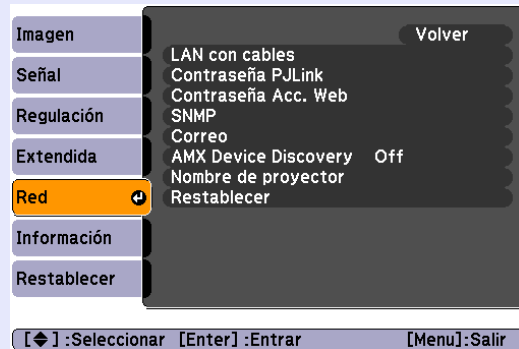 Imagen
Señal
Regulación
Extendida
Red
Información
Restablecer
Volver
LAN con cables
Contraseña PJLink
Contraseña Acc. Web
SNMP
Correo
AMX Device Discovery Off
Nombre de proyector
Restablecer
[◆] :Seleccionar [Enter] :Entrar [Menu]:Salir